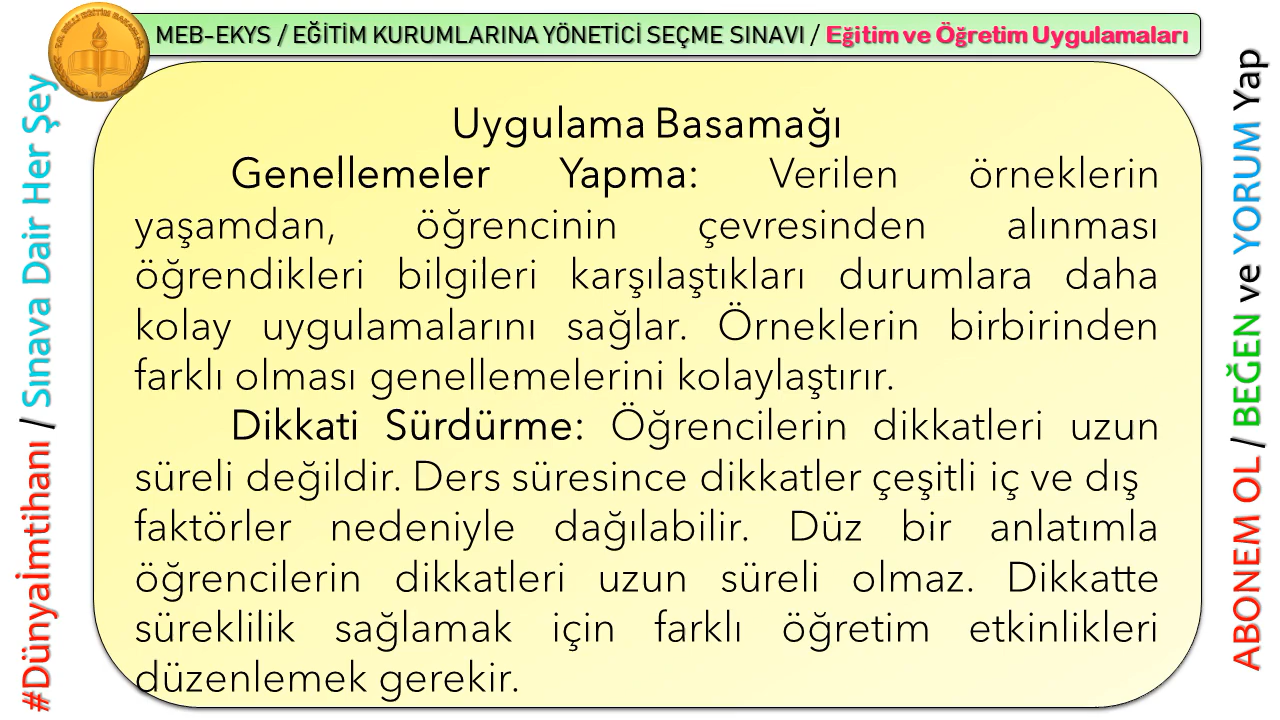 MEB-EKYS / EĞİTİM KURUMLARINA YÖNETİCİ SEÇME SINAVI / Eğitim ve Öğretim Uygulamaları
#Dünyaİmtihanı / Sınava Dair Her Şey
Uygulama Basamağı
Genellemeler Yapma: Verilen örneklerin
yaşamdan, öğrencinin çevresinden alınması
öğrendikleri bilgileri karşılaştıkları durumlara daha
kolay uygulamalarını sağlar. Örneklerin birbirinden
farklı olması genellemelerini kolaylaştırır.
Dikkati Sürdürme: Öğrencilerin dikkatleri uzun
süreli değildir. Ders süresince dikkatler çeşitli iç ve dış
faktörler nedeniyle dağılabilir. Düz bir anlatımla
öğrencilerin dikkatleri uzun süreli olmaz. Dikkatte
süreklilik sağlamak için farklı öğretim etkinlikleri
düzenlemek gerekir.
ABONEM OL / BEĞEN ve YORUM Yap